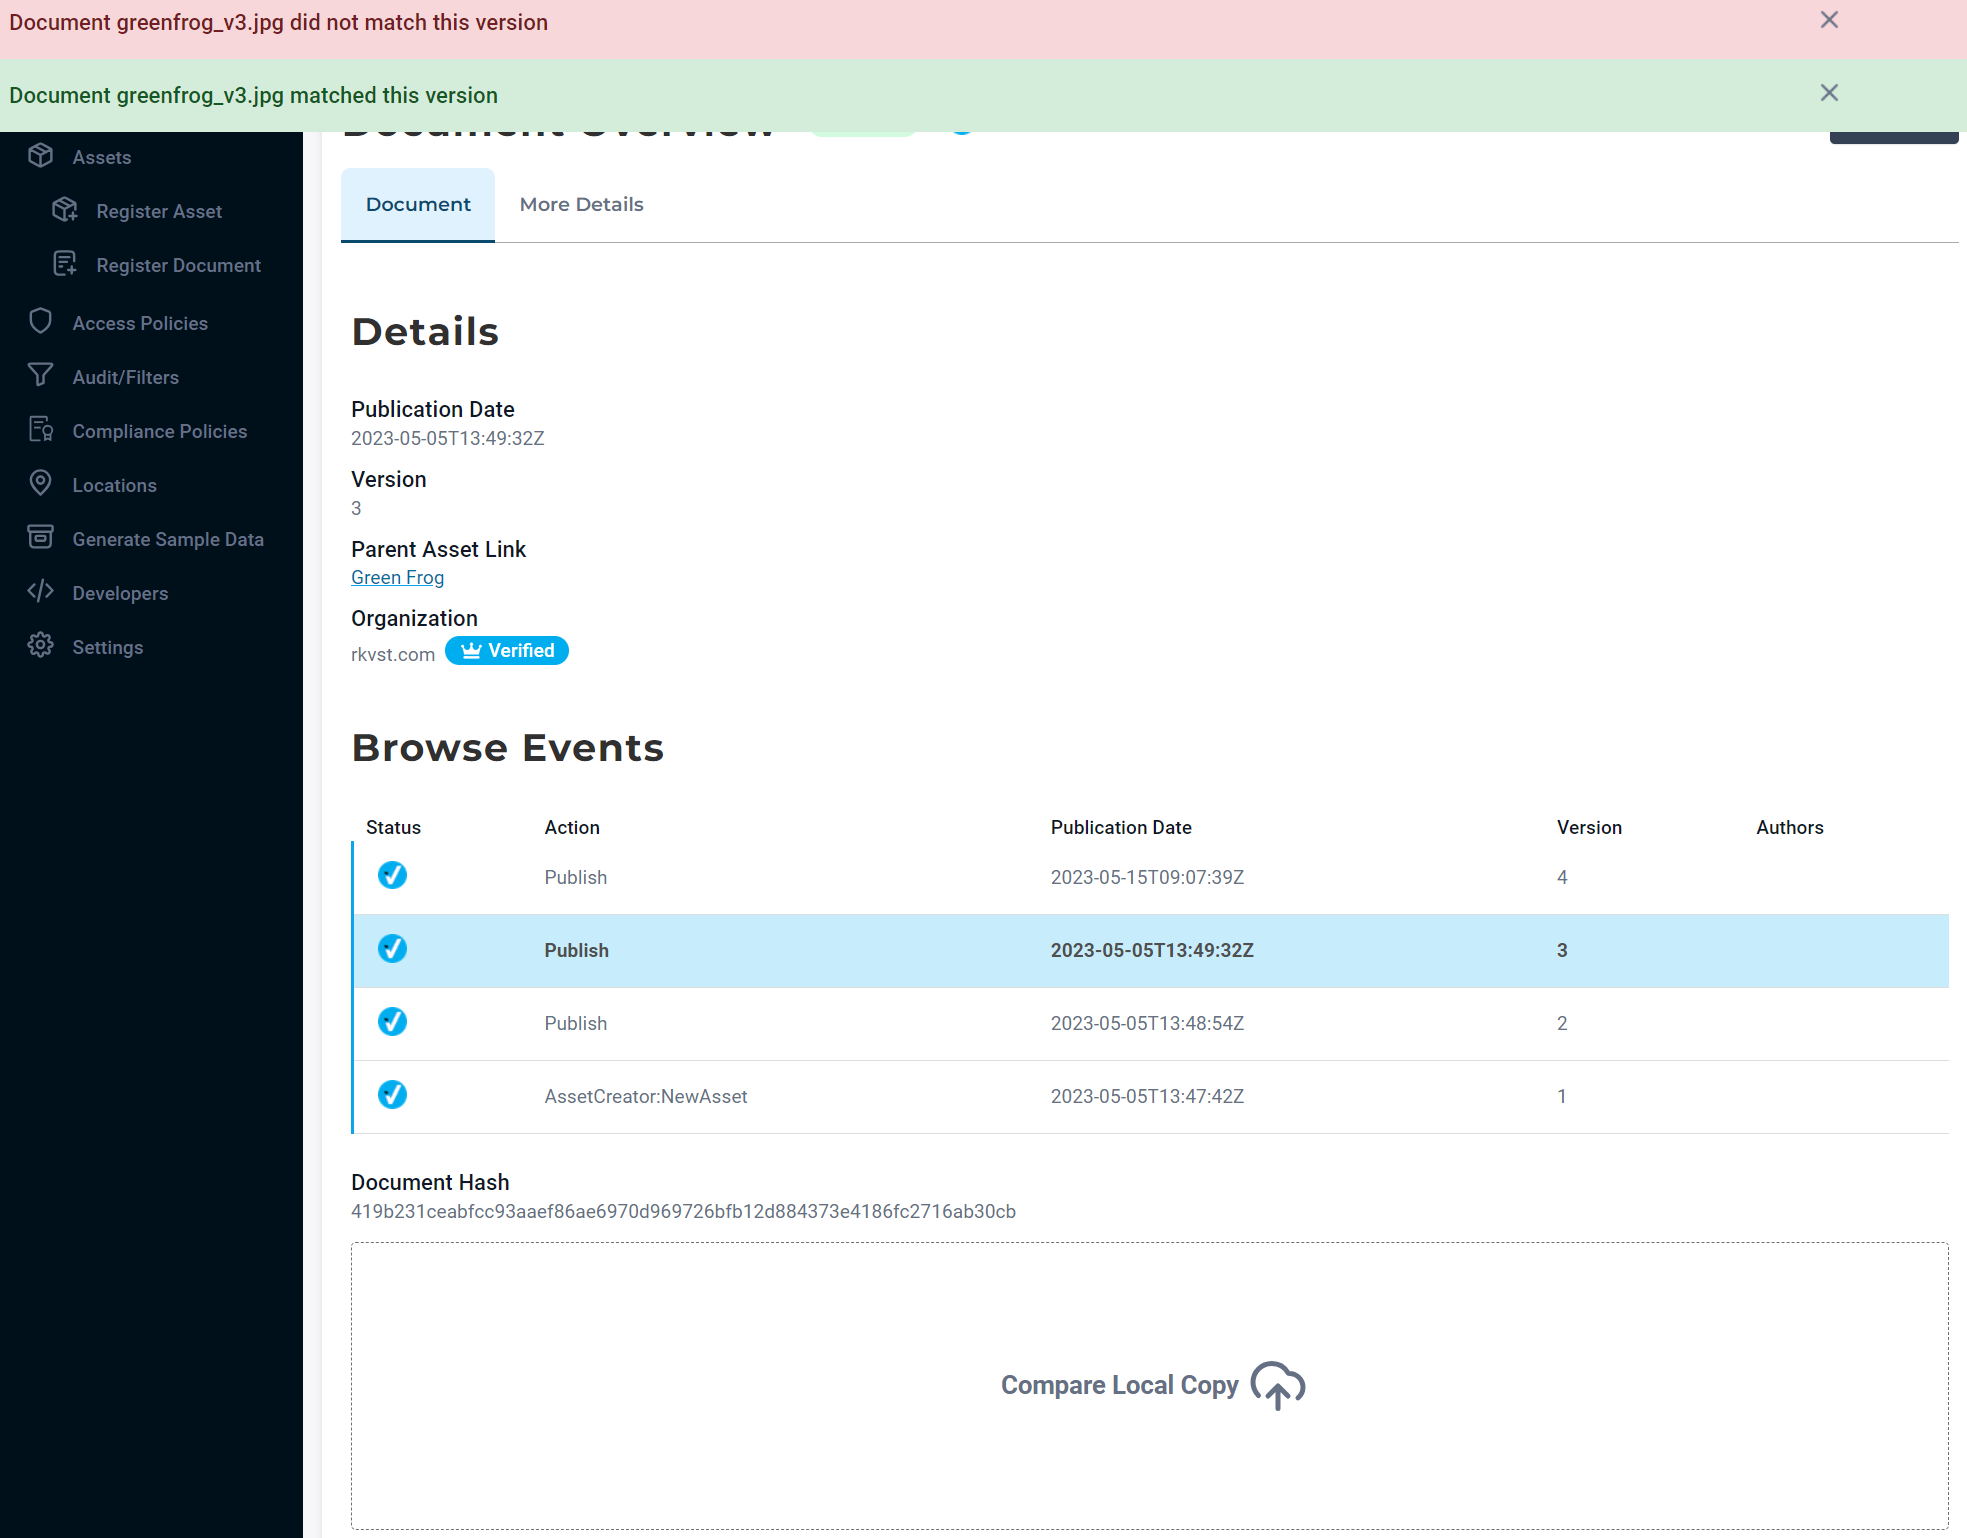 Document greenfrog_v3.jpg did not match this version
Document greenfrog_v3.jpg matched this version
Document Overview
Assets
Register Asset
Register Document
Access Policies
Audit/Filters
Compliance Policies
Locations
Generate Sample Data
Developers
Settings
Document More Details
Details
Publication Date
2023-05-05T13:49:32Z
Version
3
Parent Asset Link
Green Frog
Organization
rkvst.com Verified
Browse Events
Status Action Publication Date Version Authors
Publish 2023-05-15T09:07:39Z 4
Publish 2023-05-05T13:49:32Z 3
Publish 2023-05-05T13:48:54Z 2
AssetCreator:NewAsset 2023-05-05T13:47:42Z 1
Document Hash
419b231ceabfcc93aaef86ae6970d969726bfb12d884373e4186fc2716ab30cb
Compare Local Copy